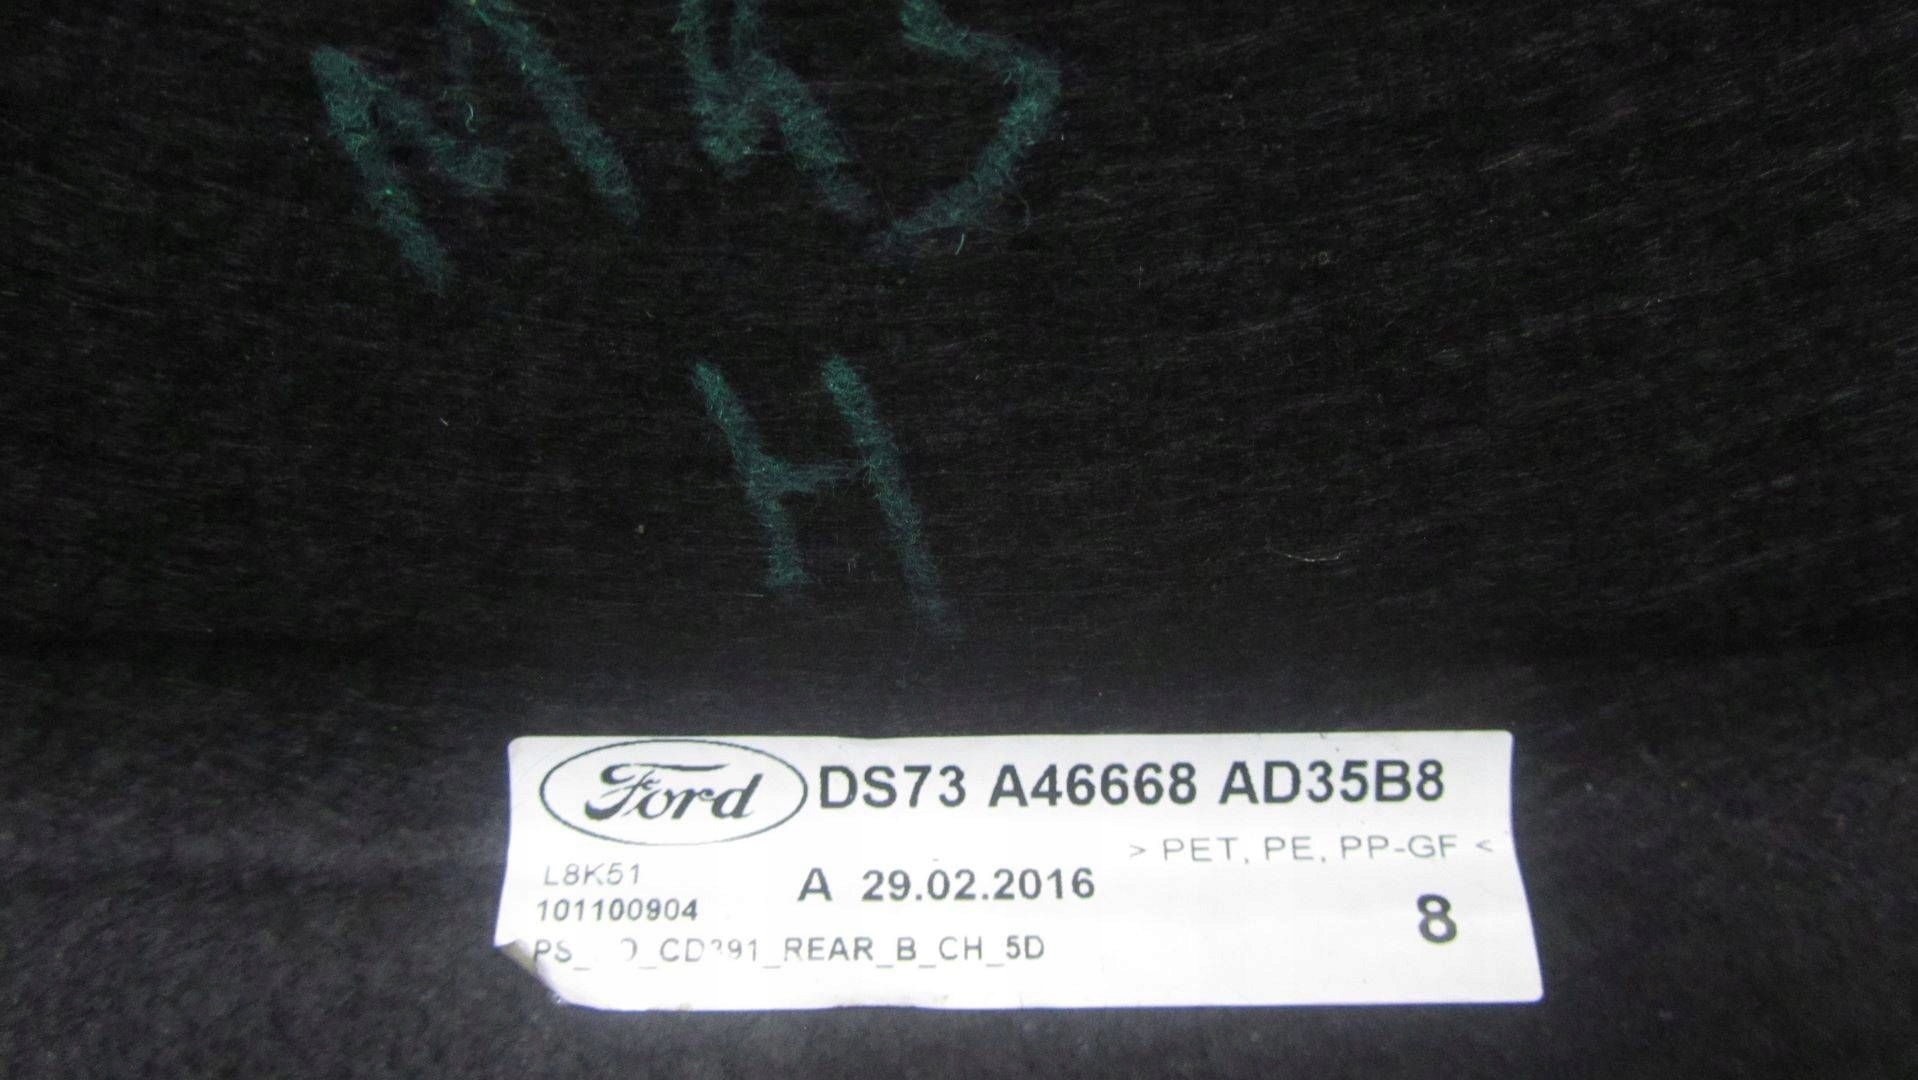 MK5
H
Ford DS73 A46668 AD35B8
> PET, PE, PP-GF <
L8K51
A 29.02.2016
101100904
8
REAR_B_CH_5D